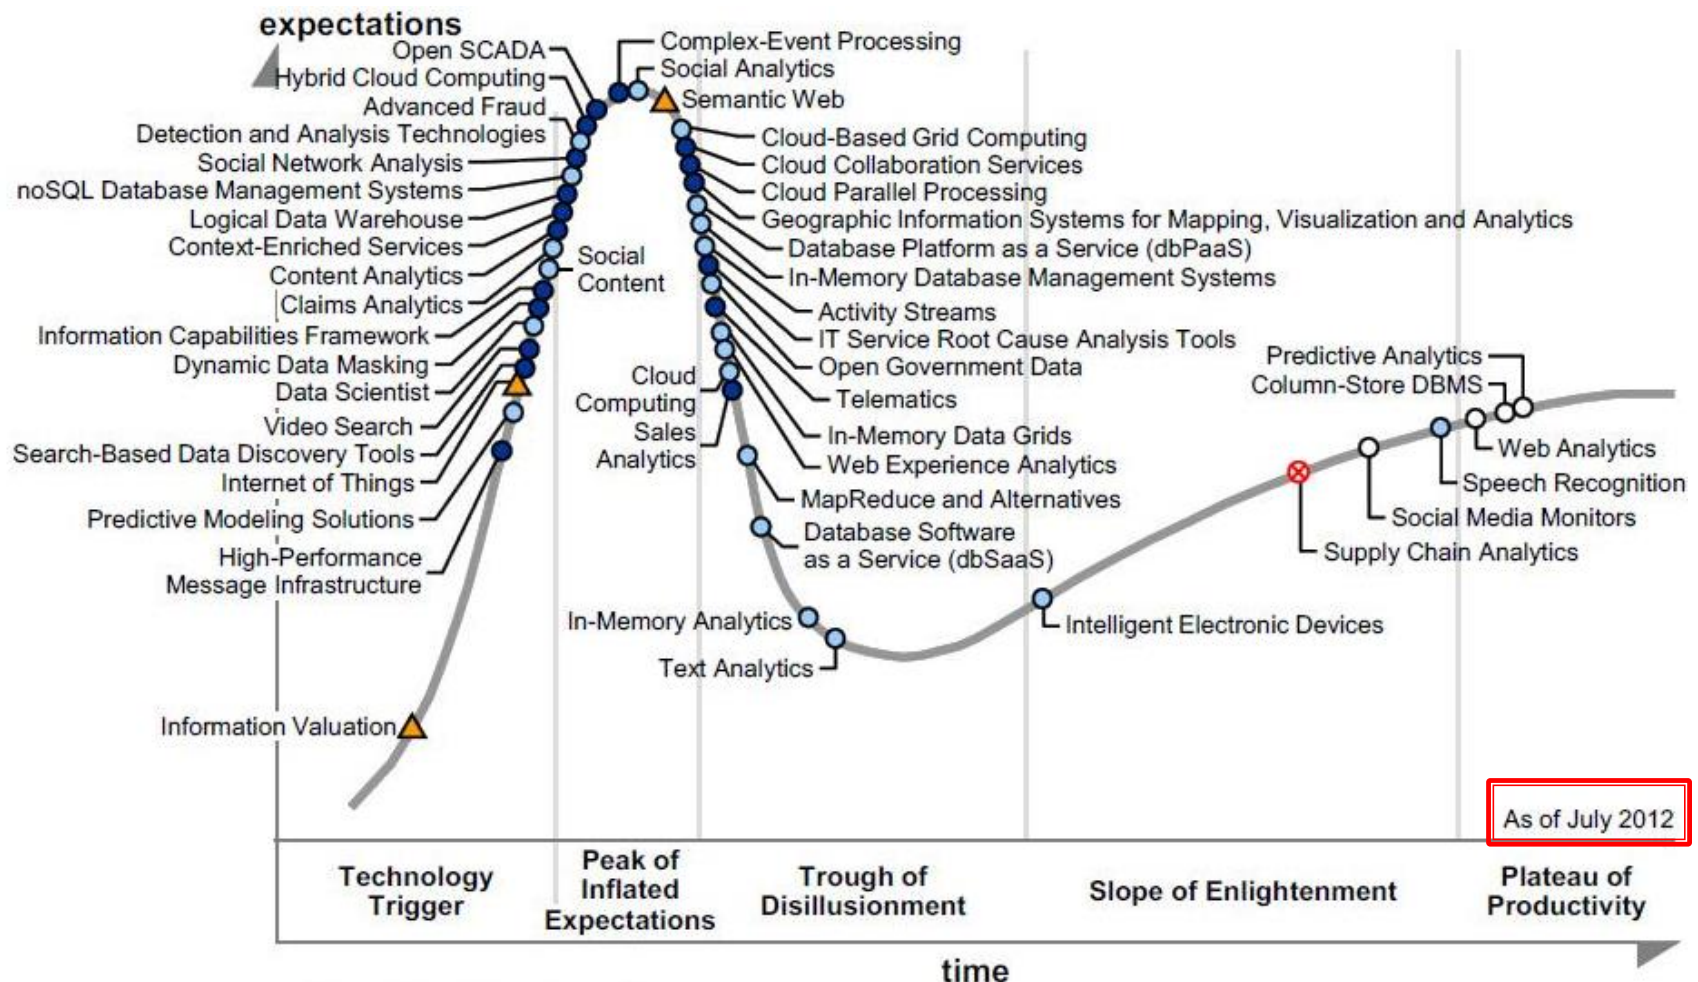 expectations
Open SCADA
Hybrid Cloud Computing
Advanced Fraud
Detection and Analysis Technologies
Social Network Analysis
noSQL Database Management Systems
Logical Data Warehouse
Context-Enriched Services
Content Analytics
Claims Analytics
Information Capabilities Framework
Dynamic Data Masking
Data Scientist
Video Search
Search-Based Data Discovery Tools
Internet of Things
Predictive Modeling Solutions
High-Performance
Message Infrastructure
Information Valuation
Social
Content
Complex-Event Processing
Social Analytics
Semantic Web
Cloud-Based Grid Computing
Cloud Collaboration Services
Cloud Parallel Processing
Geographic Information Systems for Mapping, Visualization and Analytics
Database Platform as a Service (dbPaaS)
In-Memory Database Management Systems
Activity Streams
IT Service Root Cause Analysis Tools
Open Government Data
Telematics
In-Memory Data Grids
Web Experience Analytics
Cloud
Computing
Sales
Analytics
MapReduce and Alternatives
Database Software
as a Service (dbSaaS)
In-Memory Analytics
Text Analytics
Intelligent Electronic Devices
Predictive Analytics
Column-Store DBMS
Web Analytics
Speech Recognition
Social Media Monitors
Supply Chain Analytics
As of July 2012
Technology
Trigger
Peak of
Inflated
Expectations
Trough of
Disillusionment
Slope of Enlightenment
Plateau of
Productivity
time